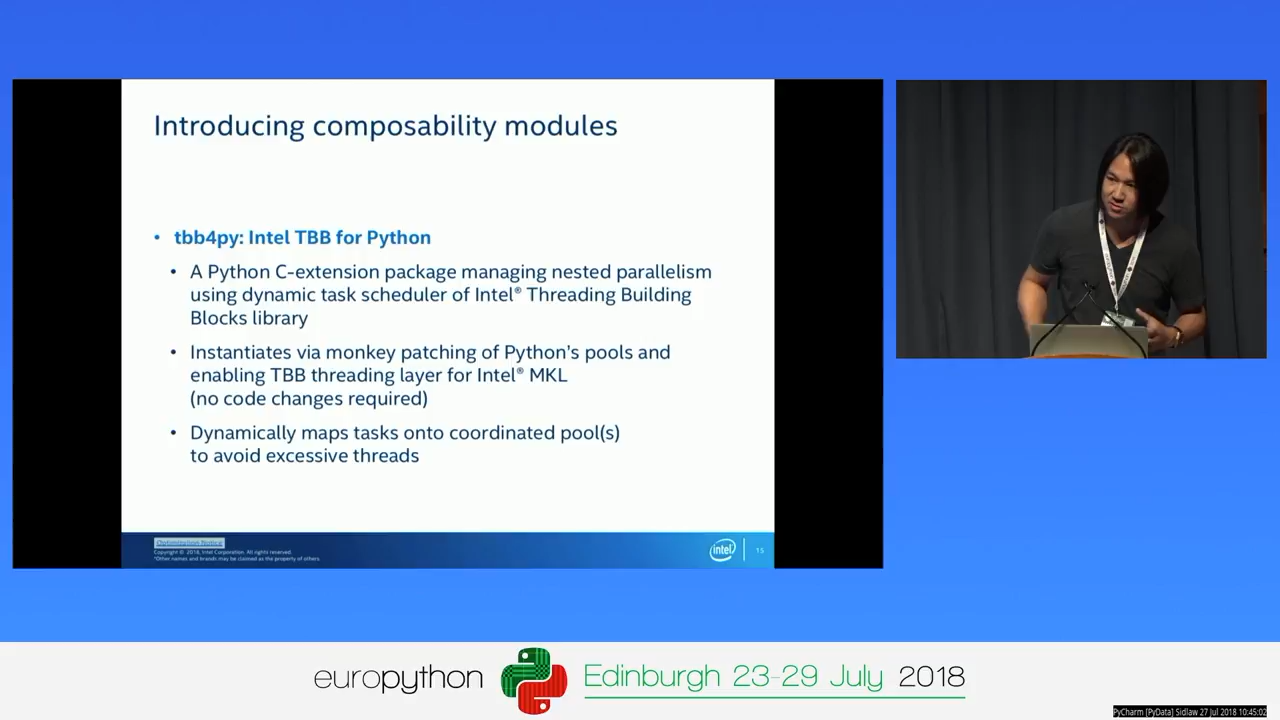 Introducing composability modules
• tbb4py: Intel TBB for Python
• A Python C-extension package managing nested parallelism
using dynamic task scheduler of Intel® Threading Building
Blocks library
• Instantiates via monkey patching of Python's pools and
enabling TBB threading layer for Intel® MKL
(no code changes required)
• Dynamically maps tasks onto coordinated pool(s)
to avoid excessive threads
Optimization Notice
Copyright © 2018, Intel Corporation. All rights reserved.
*Other names and brands may be claimed as the property of others.
intel
15
europython
Edinburgh 23-29 July 2018
PyCharm [PyData] Sidlaw 27 Jul 2018 10:45:02